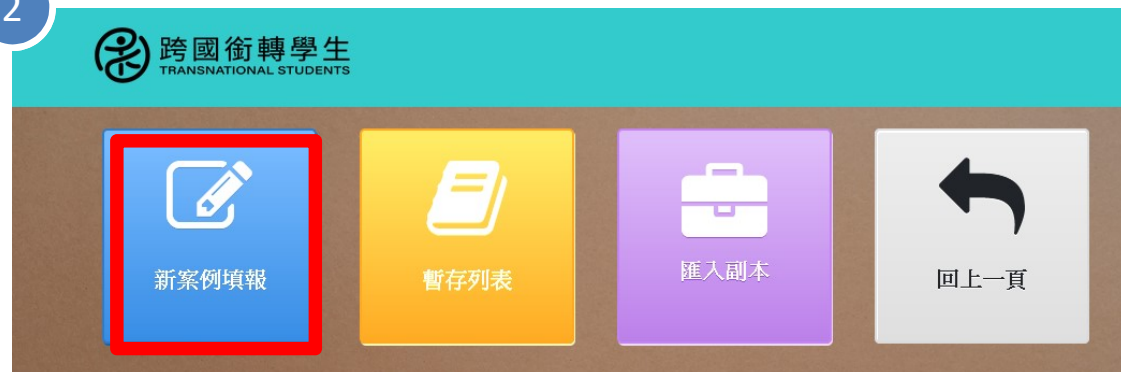 2
跨國銜轉學生
TRANSNATIONAL STUDENTS
新案例填報
暫存列表
匯入副本
回上一頁